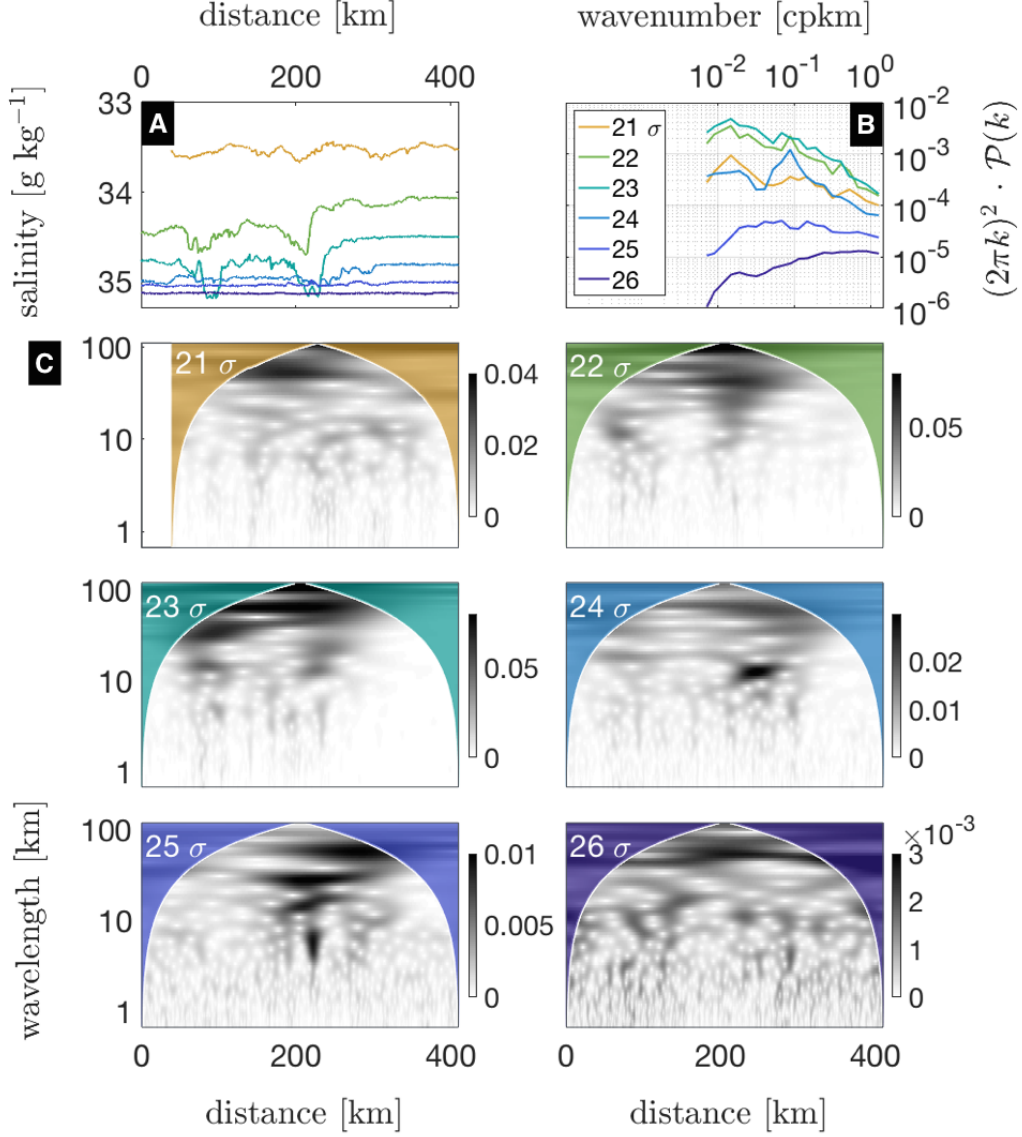 distance [km]
wavenumber [cpkm]
0 200 400
10⁻² 10⁻¹ 10⁰
33
34
35
salinity [g kg⁻¹]
A
B
21 σ
22
23
24
25
26
10⁻²
10⁻³
10⁻⁴
10⁻⁵
10⁻⁶
(2πk)² · P(k)
C
100
10
1
21 σ
0.04
0.02
0
22 σ
0.05
0
100
10
1
23 σ
0.05
0
24 σ
0.02
0.01
0
wavelength [km]
100
10
1
25 σ
0.01
0.005
0
26 σ
×10⁻³
3
2
1
0
0 200 400
0 200 400
distance [km]
distance [km]